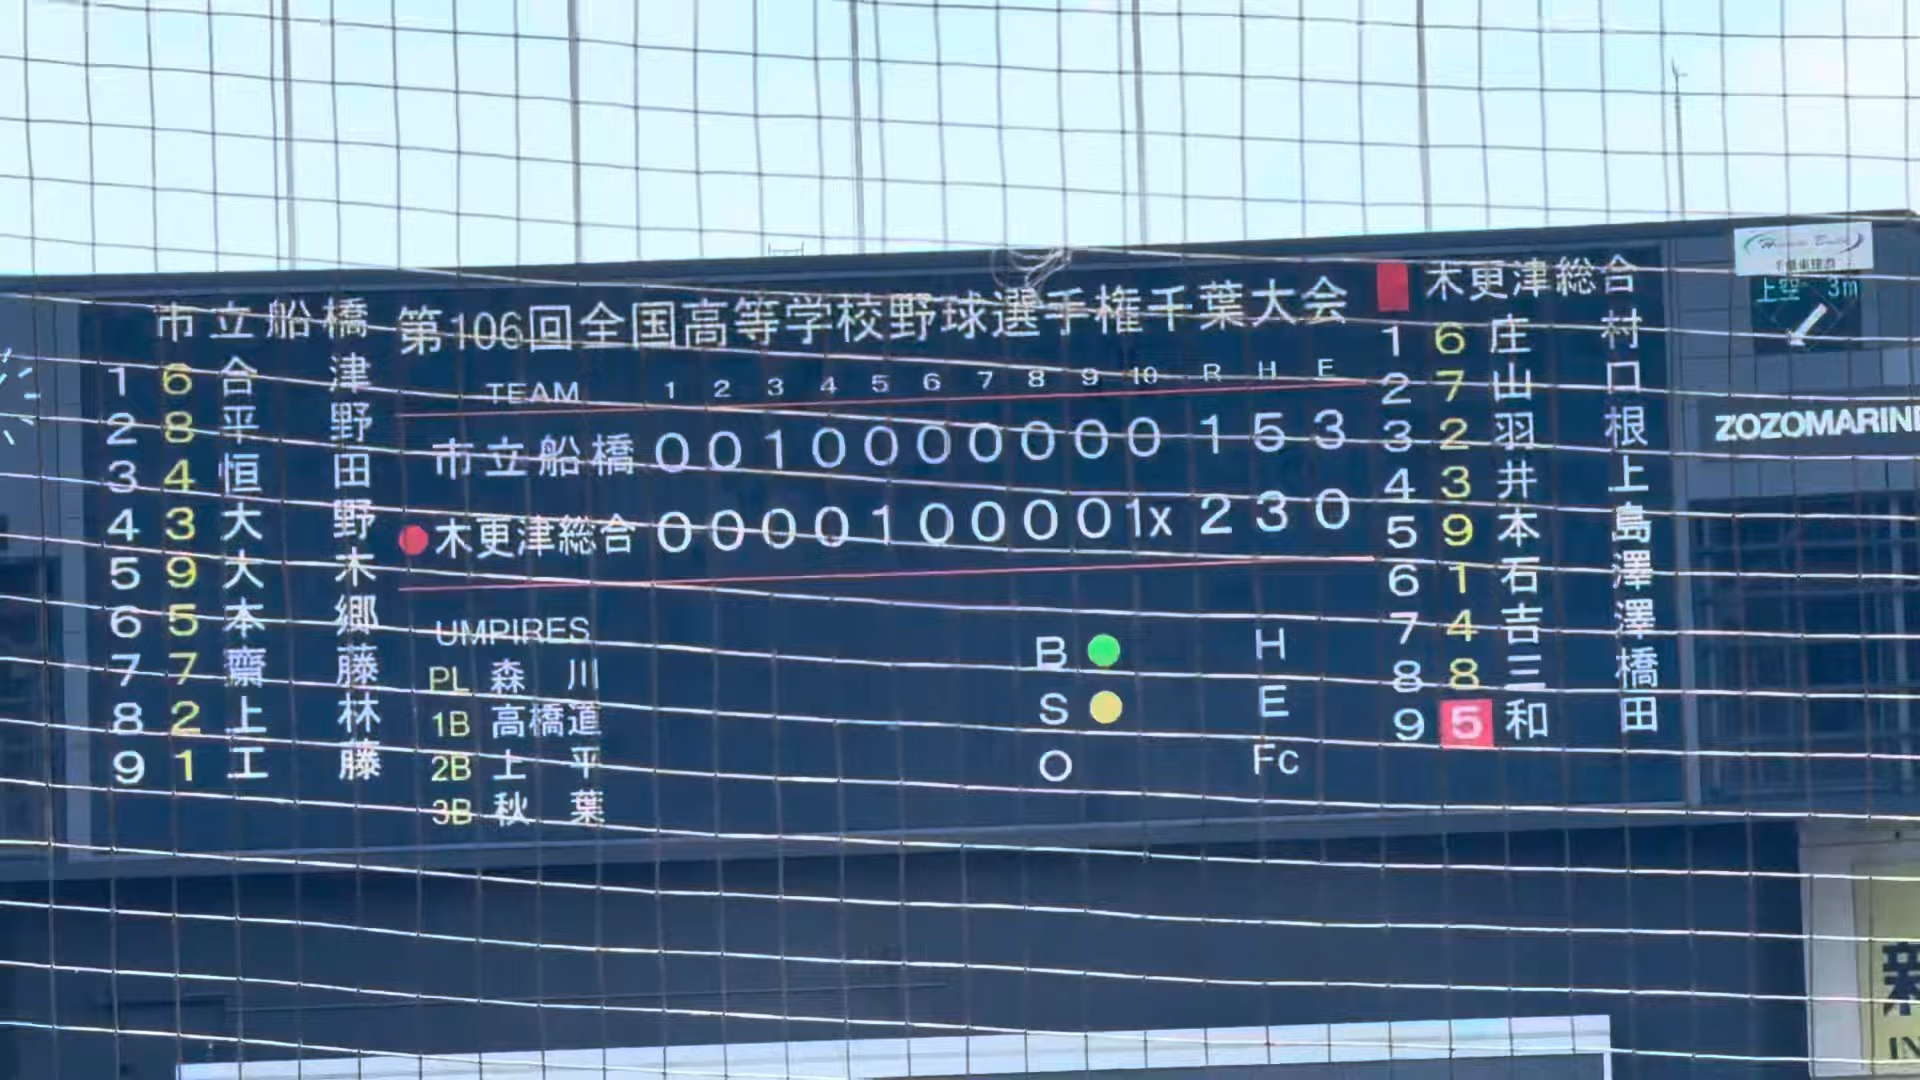 市立船橋
1 6 合津
2 8 平野
3 4 恒田
4 3 大野
5 9 大木
6 5 本郷
7 7 齋藤
8 2 上林
9 1 工藤
第106回全国高等学校野球選手権千葉大会
TEAM 1 2 3 4 5 6 7 8 9 10 R H E
市立船橋 0 0 1 0 0 0 0 0 0 0 1 5 3
木更津総合 0 0 0 0 1 0 0 0 0 1x 2 3 0
UMPIRES
PL 森川
1B 高橋道
2B 上平
3B 秋葉
B H
S E
O Fc
木更津総合
1 6 庄村
2 7 山口
3 2 羽根
4 3 井上
5 9 本島
6 1 石澤
7 4 吉澤
8 8 三橋
9 5 和田
上空 3m
ZOZOMARINE